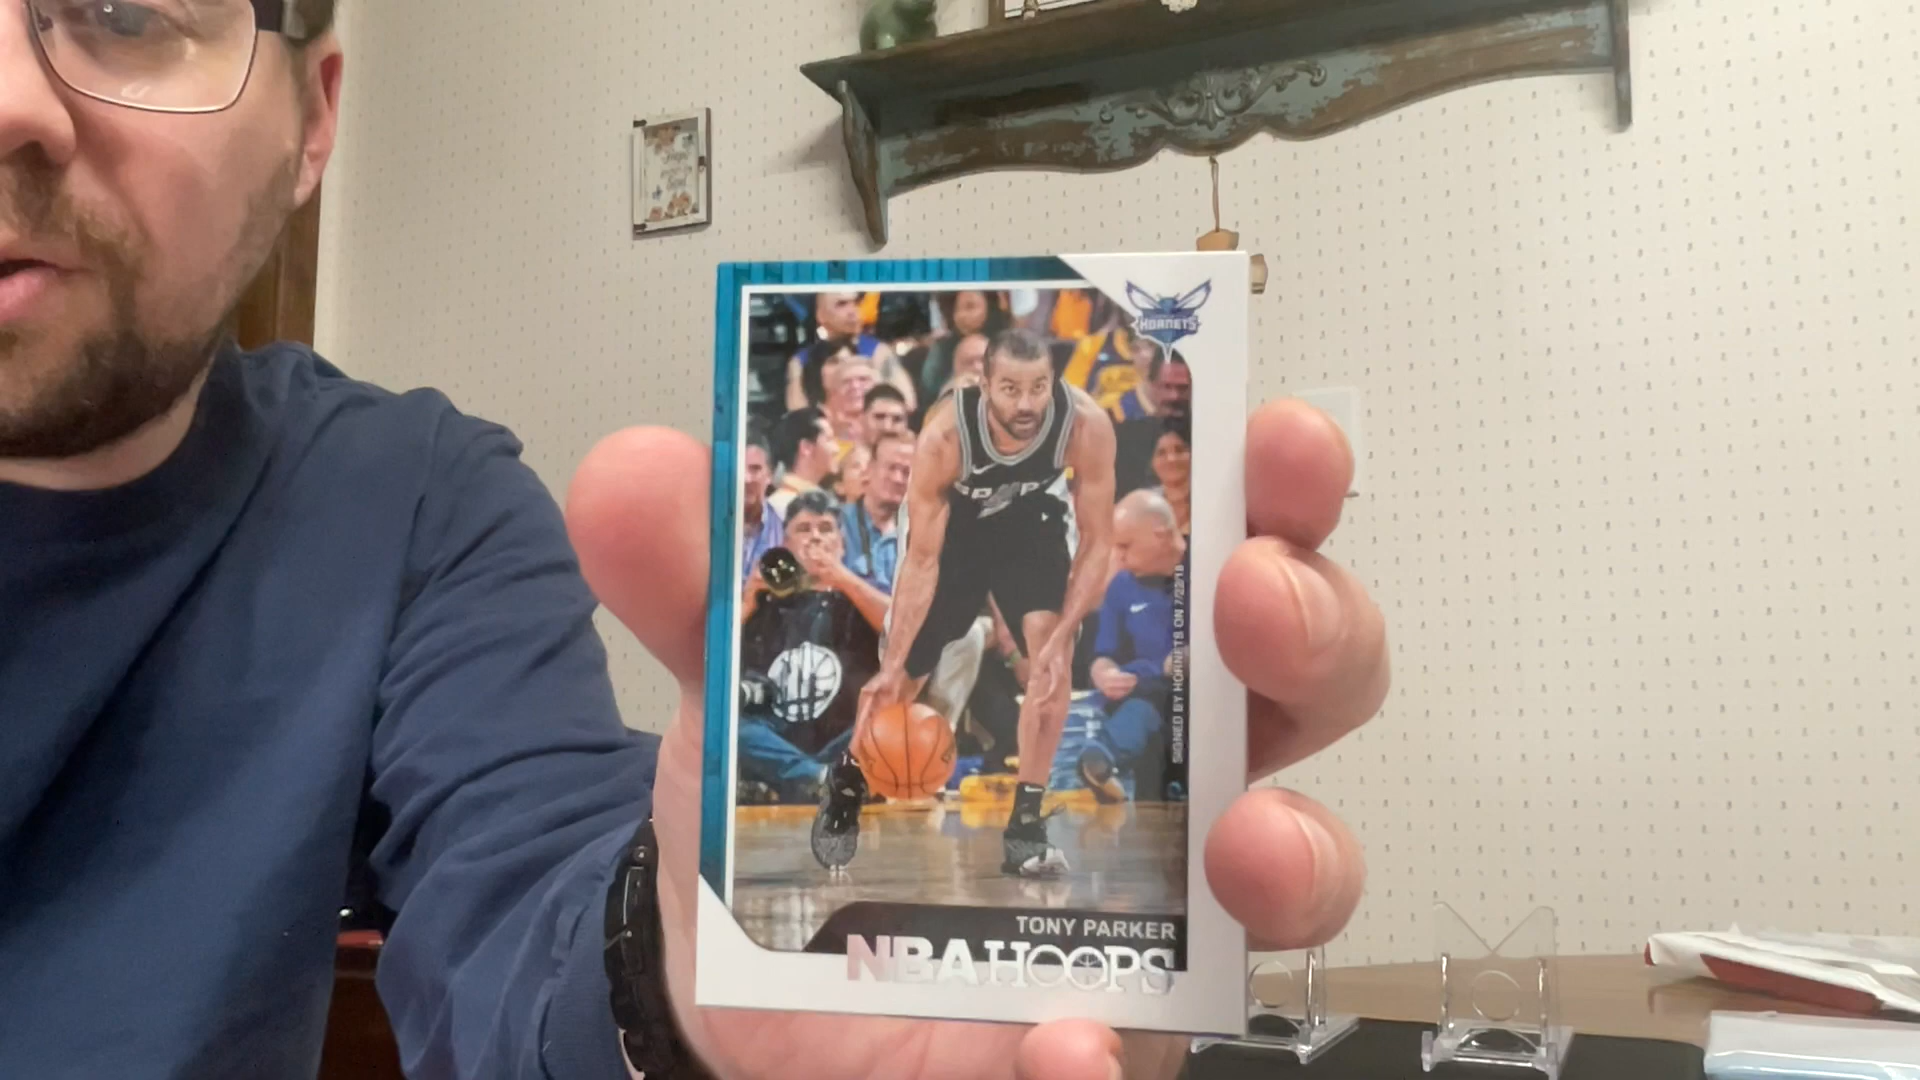 HORNETS
SPURS
SIGNED BY HORNETS ON 7/23/18
TONY PARKER
NBA HOOPS